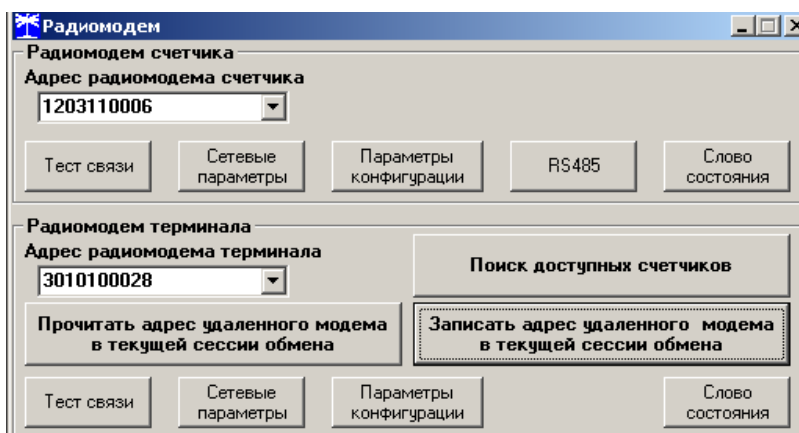 Радиомодем
Радиомодем счетчика
Адрес радиомодема счетчика
1203110006
Тест связи
Сетевые
параметры
Параметры
конфигурации
RS485
Слово
состояния
Радиомодем терминала
Адрес радиомодема терминала
3010100028
Поиск доступных счетчиков
Прочитать адрес удаленного модема
в текущей сессии обмена
Записать адрес удаленного модема
в текущей сессии обмена
Тест связи
Сетевые
параметры
Параметры
конфигурации
Слово
состояния